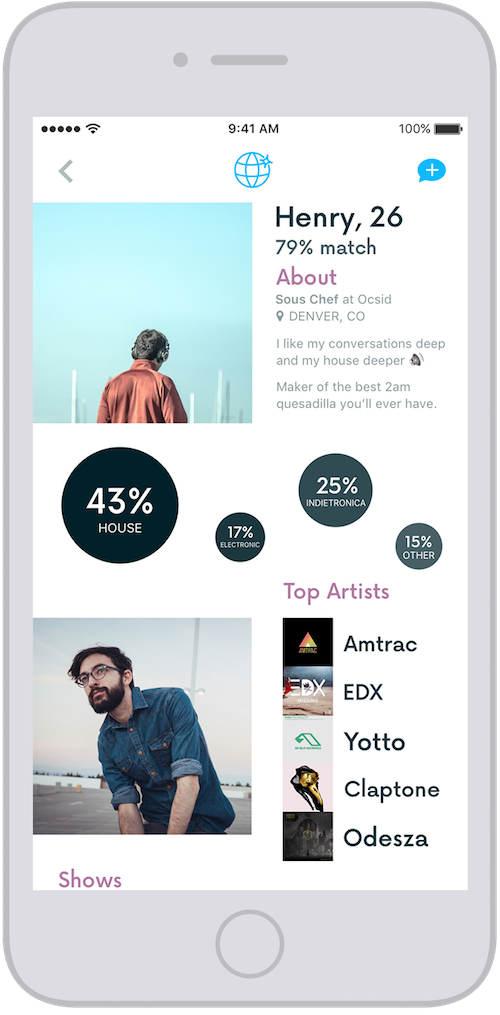 9:41 AM
100%
Henry, 26
79% match
About
Sous Chef at Ocsid
DENVER, CO
I like my conversations deep
and my house deeper
Maker of the best 2am
quesadilla you'll ever have.
43%
HOUSE
25%
INDIETRONICA
17%
ELECTRONIC
15%
OTHER
Top Artists
AMTRAC
Amtrac
EDX
MISSING
EDX
Yotto
Claptone
Odesza
Shows